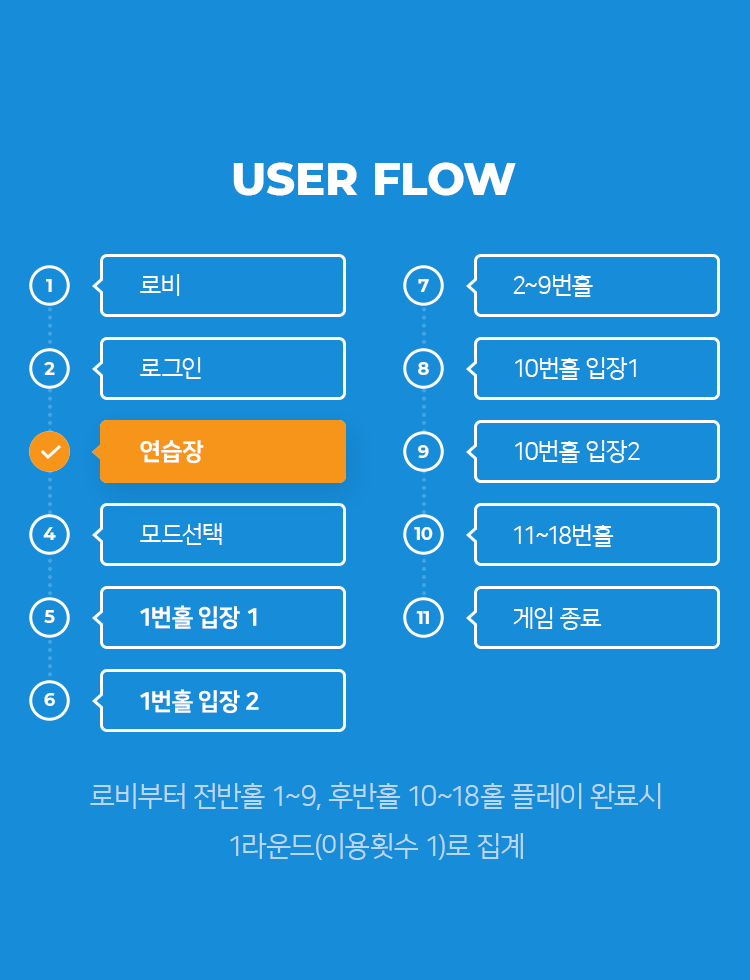 USER FLOW
1 로비
2 로그인
연습장
4 모드선택
5 1번홀 입장 1
6 1번홀 입장 2
7 2~9번홀
8 10번홀 입장1
9 10번홀 입장2
10 11~18번홀
11 게임 종료
로비부터 전반홀 1~9, 후반홀 10~18홀 플레이 완료시
1라운드(이용횟수 1)로 집계